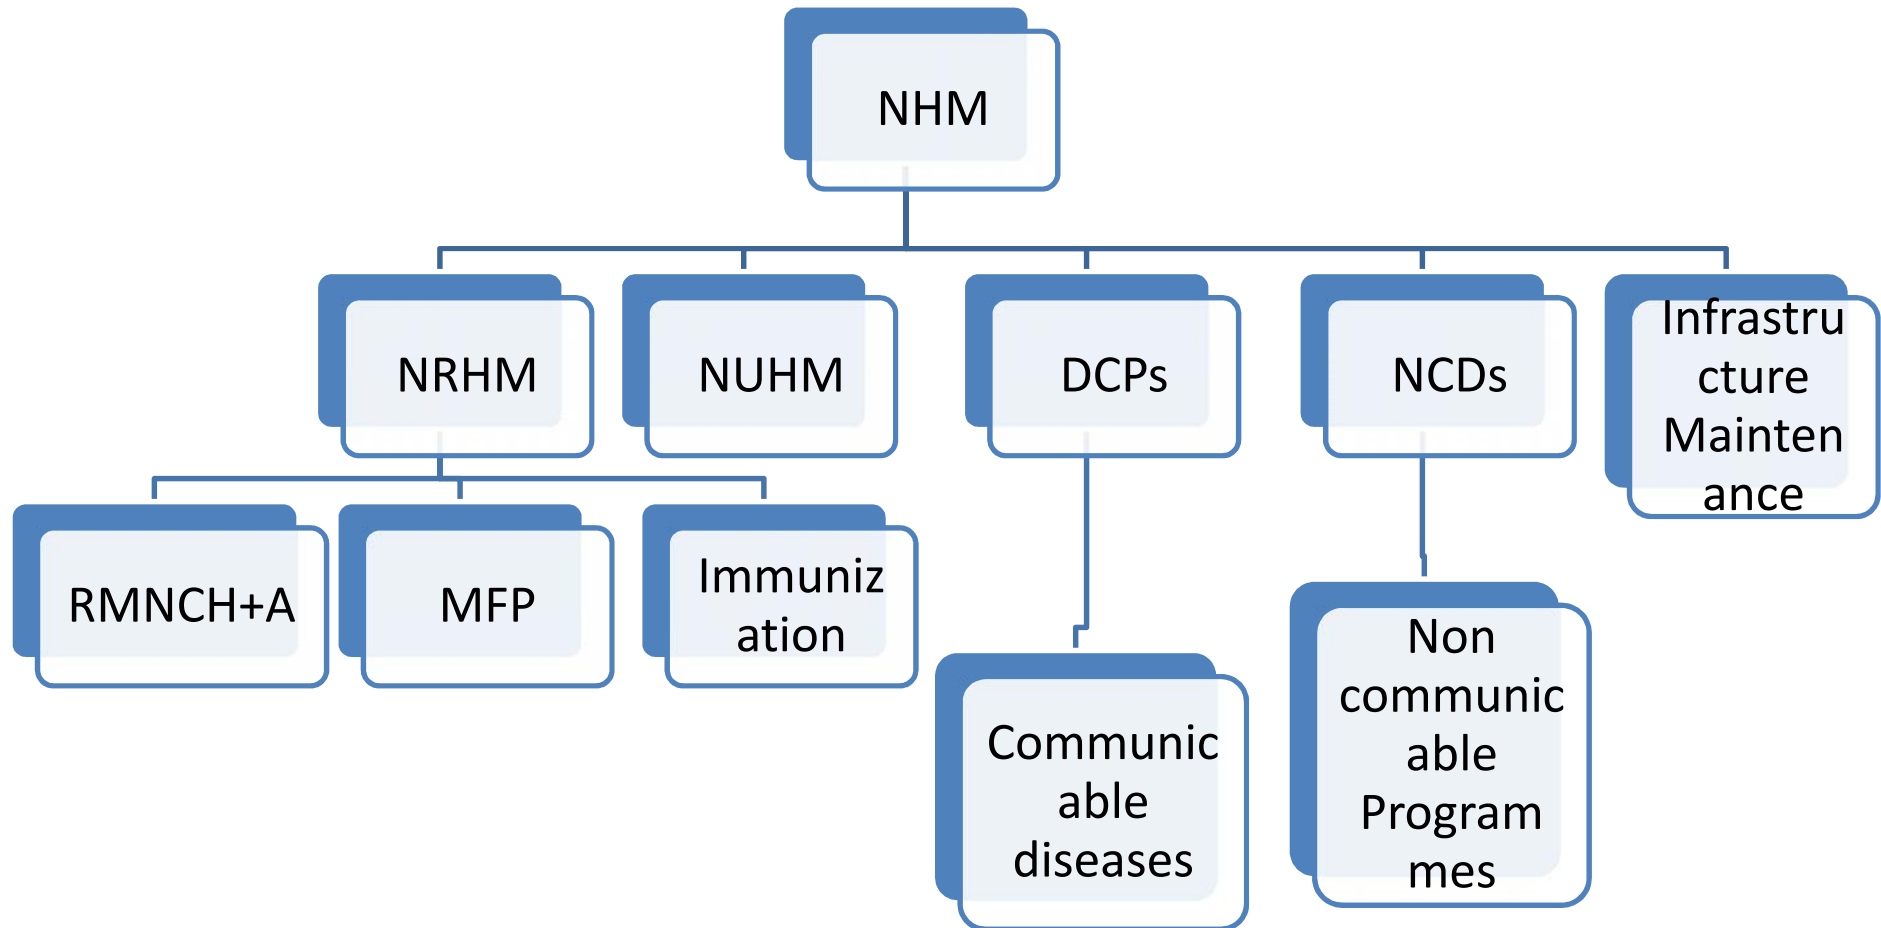 NHM
NRHM
NUHM
DCPs
NCDs
Infrastru
cture
Mainten
ance
RMNCH+A
MFP
Immuniz
ation
Communic
able
diseases
Non
communic
able
Program
mes